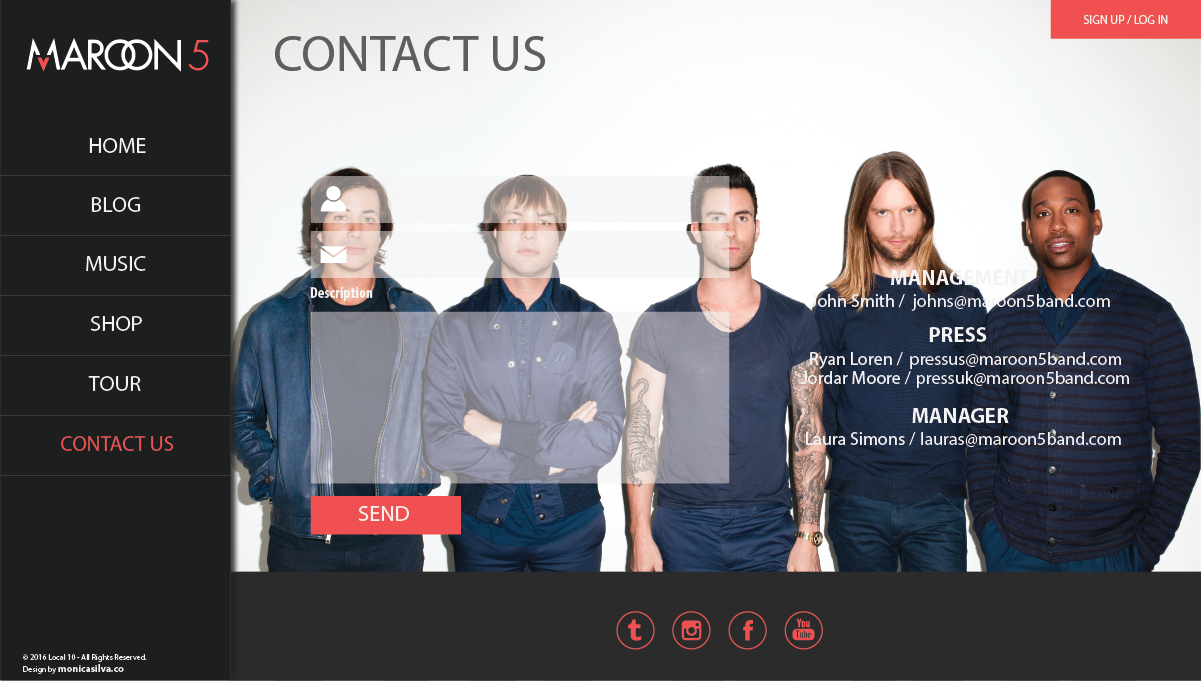 MAROON 5
HOME
BLOG
MUSIC
SHOP
TOUR
CONTACT US
© 2016 Local 10 - All Rights Reserved.
Design by monicasilva.co
CONTACT US
SIGN UP / LOG IN
Description
SEND
MANAGEMENT
John Smith / johns@maroon5band.com
PRESS
Ryan Loren / pressus@maroon5band.com
Jordar Moore / pressuk@maroon5band.com
MANAGER
Laura Simons / lauras@maroon5band.com
t
f
You
Tube